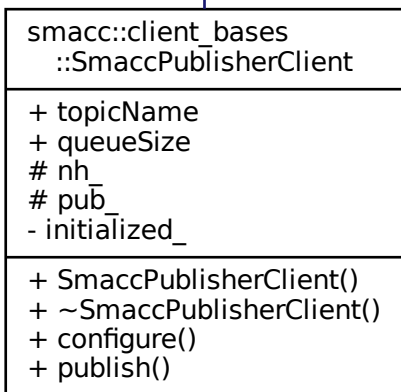 smacc::client_bases
::SmaccPublisherClient
+ topicName
+ queueSize
# nh_
# pub_
- initialized_
+ SmaccPublisherClient()
+ ~SmaccPublisherClient()
+ configure()
+ publish()